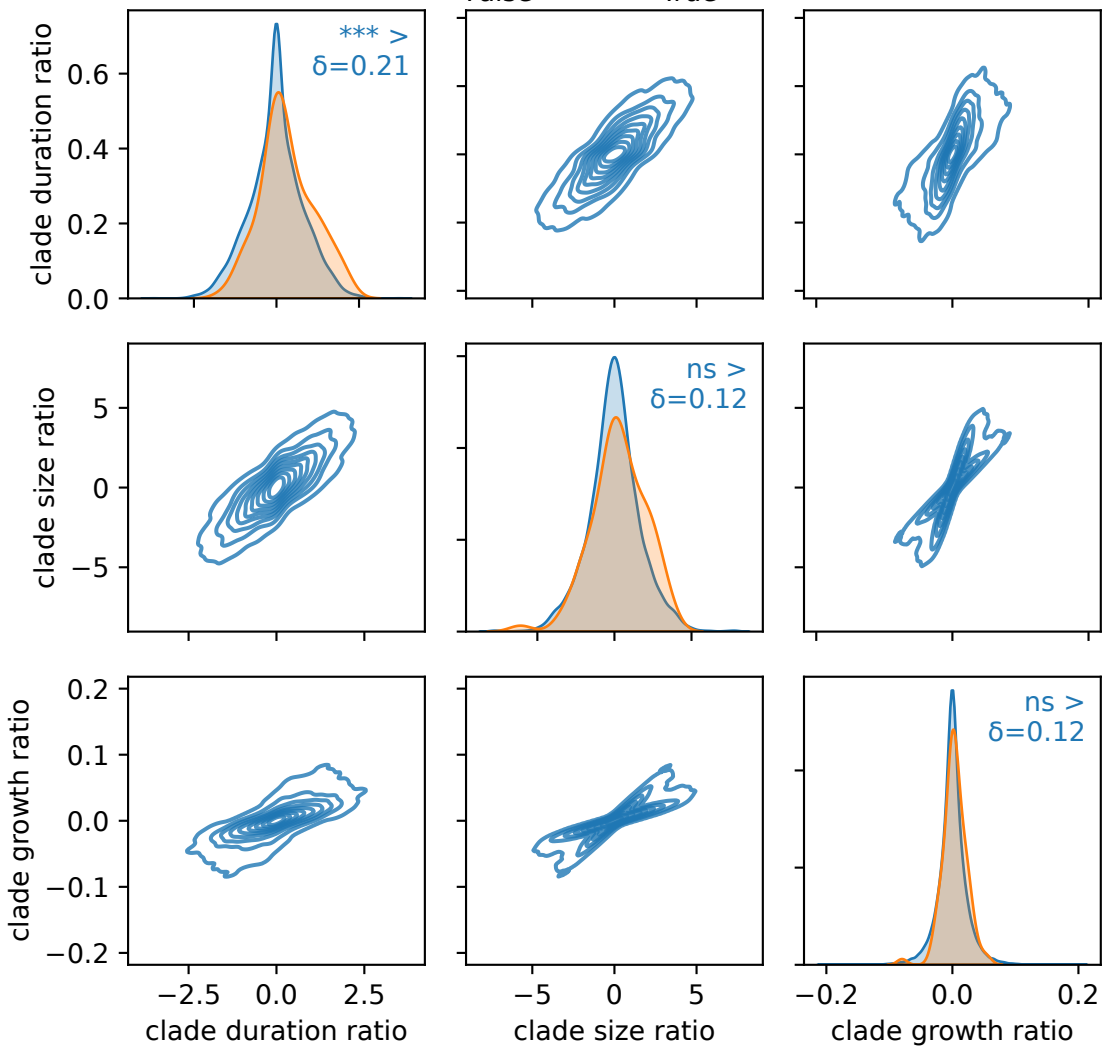 clade duration ratio
0.6
0.4
0.2
0.0
*** >
δ=0.21
clade size ratio
5
0
−5
ns >
δ=0.12
clade growth ratio
0.2
0.1
0.0
−0.1
−0.2
ns >
δ=0.12
−2.5 0.0 2.5
−5 0 5
−0.2 0.0 0.2
clade duration ratio
clade size ratio
clade growth ratio